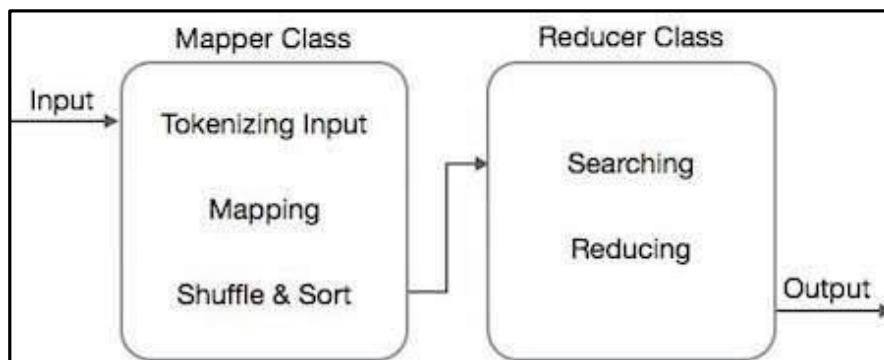 Mapper Class
Reducer Class
Input
Tokenizing Input
Mapping
Shuffle & Sort
Searching
Reducing
Output